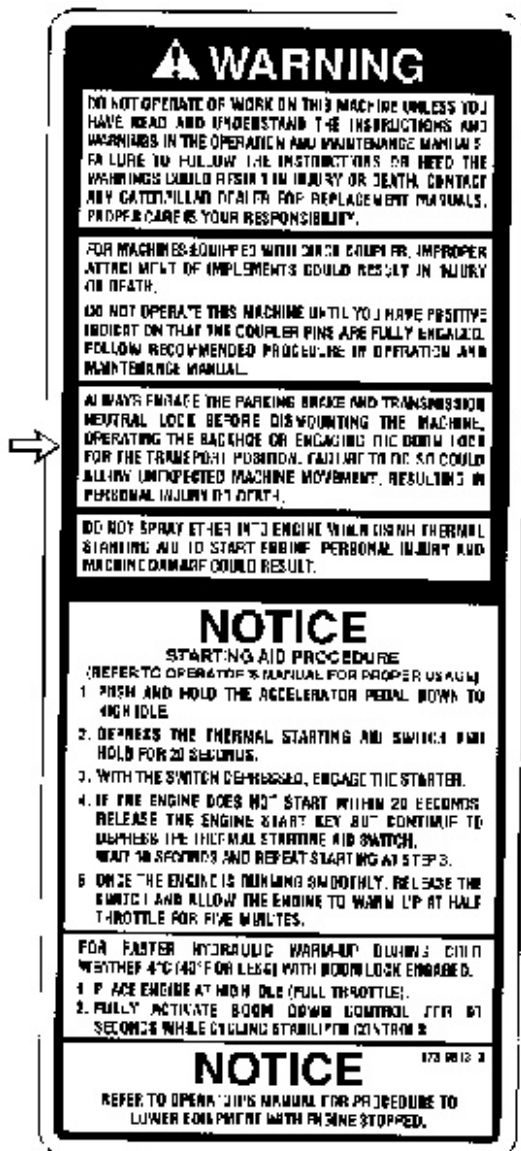 WARNING
DO NOT OPERATE OR WORK ON THIS MACHINE UNLESS YOU
HAVE READ AND UNDERSTAND THE INSTRUCTIONS AND
WARNINGS IN THE OPERATION AND MAINTENANCE MANUALS.
FAILURE TO FOLLOW THE INSTRUCTIONS OR HEED THE
WARNINGS COULD RESULT IN INJURY OR DEATH. CONTACT
ANY CATERPILLAR DEALER FOR REPLACEMENT MANUALS.
PROPER CARE IS YOUR RESPONSIBILITY.
FOR MACHINES EQUIPPED WITH QUICK COUPLER, IMPROPER
ATTACHMENT OF IMPLEMENTS COULD RESULT IN INJURY
OR DEATH.
DO NOT OPERATE THIS MACHINE UNTIL YOU HAVE POSITIVE
INDICATION THAT THE COUPLER PINS ARE FULLY ENGAGED.
FOLLOW RECOMMENDED PROCEDURE IN OPERATION AND
MAINTENANCE MANUAL.
ALWAYS ENGAGE THE PARKING BRAKE AND TRANSMISSION
NEUTRAL LOCK BEFORE DISMOUNTING THE MACHINE,
OPERATING THE BACKHOE OR ENGAGING THE BOOM LOCK
FOR THE TRANSPORT POSITION. FAILURE TO DO SO COULD
ALLOW UNEXPECTED MACHINE MOVEMENT, RESULTING IN
PERSONAL INJURY OR DEATH.
DO NOT SPRAY ETHER INTO ENGINE WHEN USING THERMAL
STARTING AID TO START ENGINE. PERSONAL INJURY AND
MACHINE DAMAGE COULD RESULT.
NOTICE
STARTING AID PROCEDURE
(REFER TO OPERATOR'S MANUAL FOR PROPER USAGE)
1. PUSH AND HOLD THE ACCELERATOR PEDAL DOWN TO
HIGH IDLE.
2. DEPRESS THE THERMAL STARTING AID SWITCH AND
HOLD FOR 20 SECONDS.
3. WITH THE SWITCH DEPRESSED, ENGAGE THE STARTER.
4. IF THE ENGINE DOES NOT START WITHIN 20 SECONDS
RELEASE THE ENGINE START KEY BUT CONTINUE TO
DEPRESS THE THERMAL STARTING AID SWITCH.
WAIT SECONDS AND REPEAT STARTING AT STEP 3.
5. ONCE THE ENGINE IS RUNNING SMOOTHLY, RELEASE THE
SWITCH AND ALLOW THE ENGINE TO WARM UP AT HALF
THROTTLE FOR FIVE MINUTES.
FOR FASTER HYDRAULIC WARM-UP DURING COLD
WEATHER 4°C (40°F OR LESS) WITH BOOM LOCK ENGAGED.
1. PLACE ENGINE AT HIGH IDLE (FULL THROTTLE).
2. FULLY ACTIVATE BOOM DOWN CONTROL FOR
SECONDS WHILE CYCLING STABILIZER CONTROLS
NOTICE
REFER TO OPERATOR'S MANUAL FOR PROCEDURE TO
LOWER EQUIPMENT WITH ENGINE STOPPED.